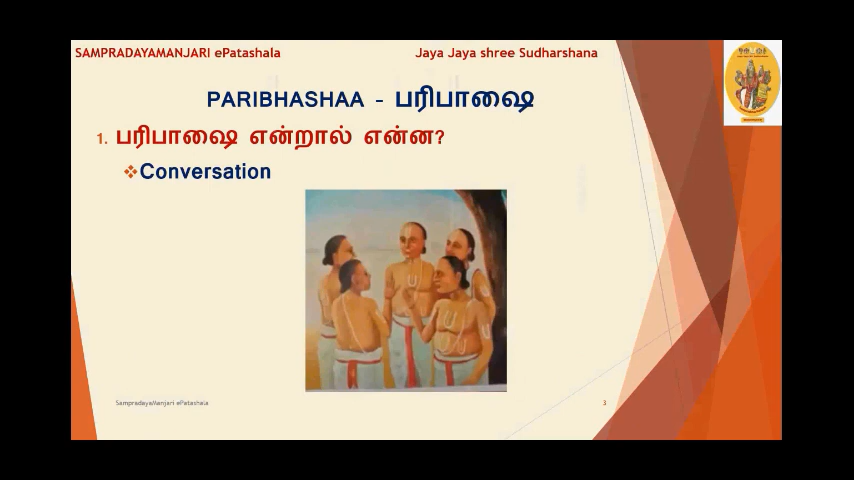 SAMPRADAYAMANJARI ePatashala
Jaya Jaya shree Sudharshana
PARIBHASHAA - பரிபாஷை
1. பரிபாஷை என்றால் என்ன?
❖Conversation
SampradayaManjari ePatashala
3